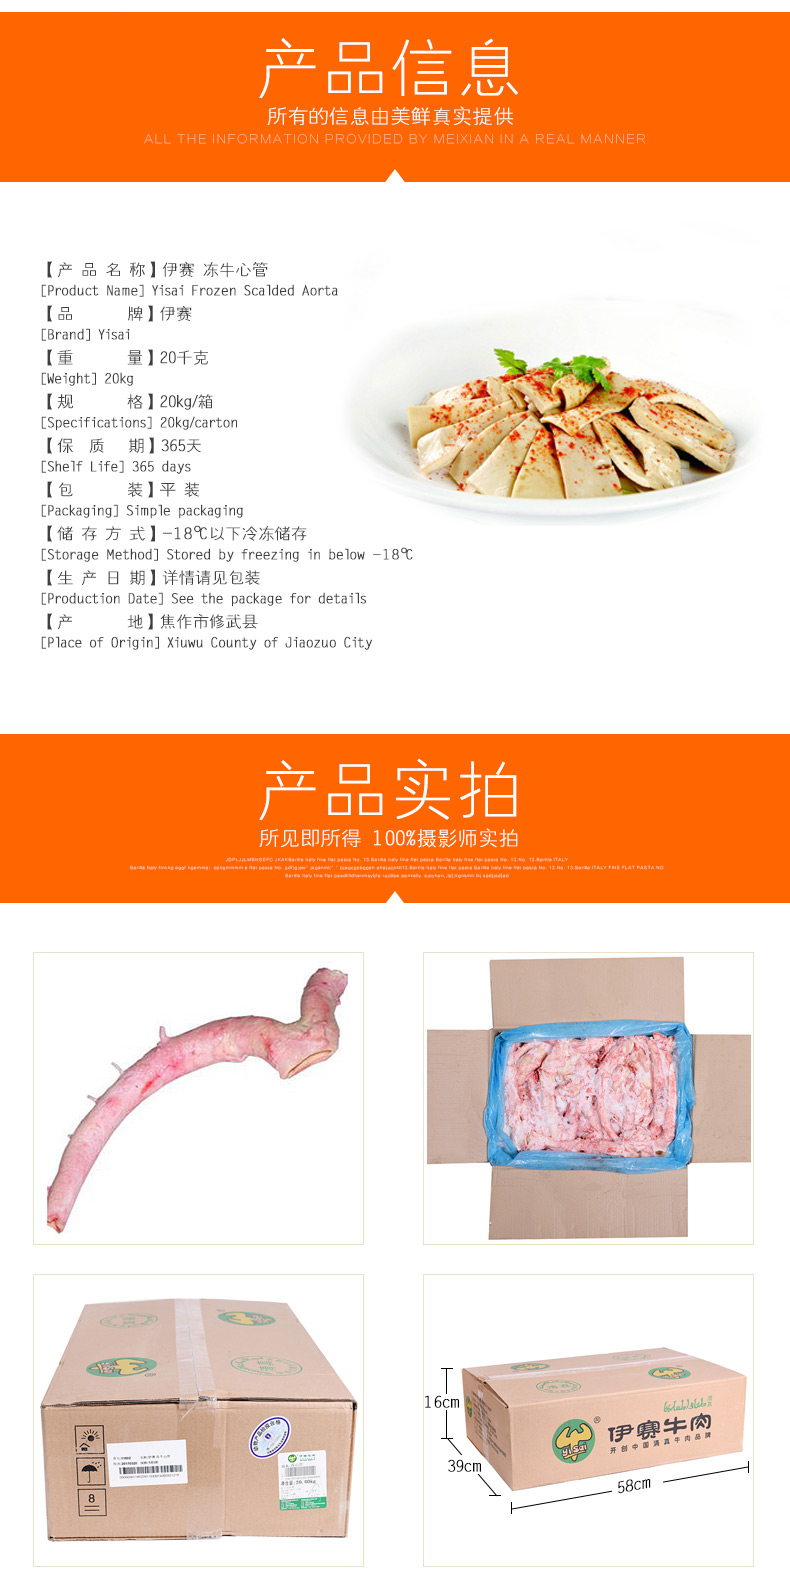 产品信息
所有的信息由美鲜真实提供
ALL THE INFORMATION PROVIDED BY MEIXIAN IN A REAL MANNER
【产 品 名 称】伊赛 冻牛心管
[Product Name] Yisai Frozen Scalded Aorta
【品 牌】伊赛
[Brand] Yisai
【重 量】20千克
[Weight] 20kg
【规 格】20kg/箱
[Specifications] 20kg/carton
【保 质 期】365天
[Shelf Life] 365 days
【包 装】平 装
[Packaging] Simple packaging
【储 存 方 式】-18℃以下冷冻储存
[Storage Method] Stored by freezing in below -18℃
【生 产 日 期】详情请见包装
[Production Date] See the package for details
【产 地】焦作市修武县
[Place of Origin] Xiuwu County of Jiaozuo City
产品实拍
所见即所得 100%摄影师实拍
8
伊赛牛肉
20.00kg
16cm
39cm
58cm
yisai
®
伊赛牛肉
开创中国清真牛肉品牌